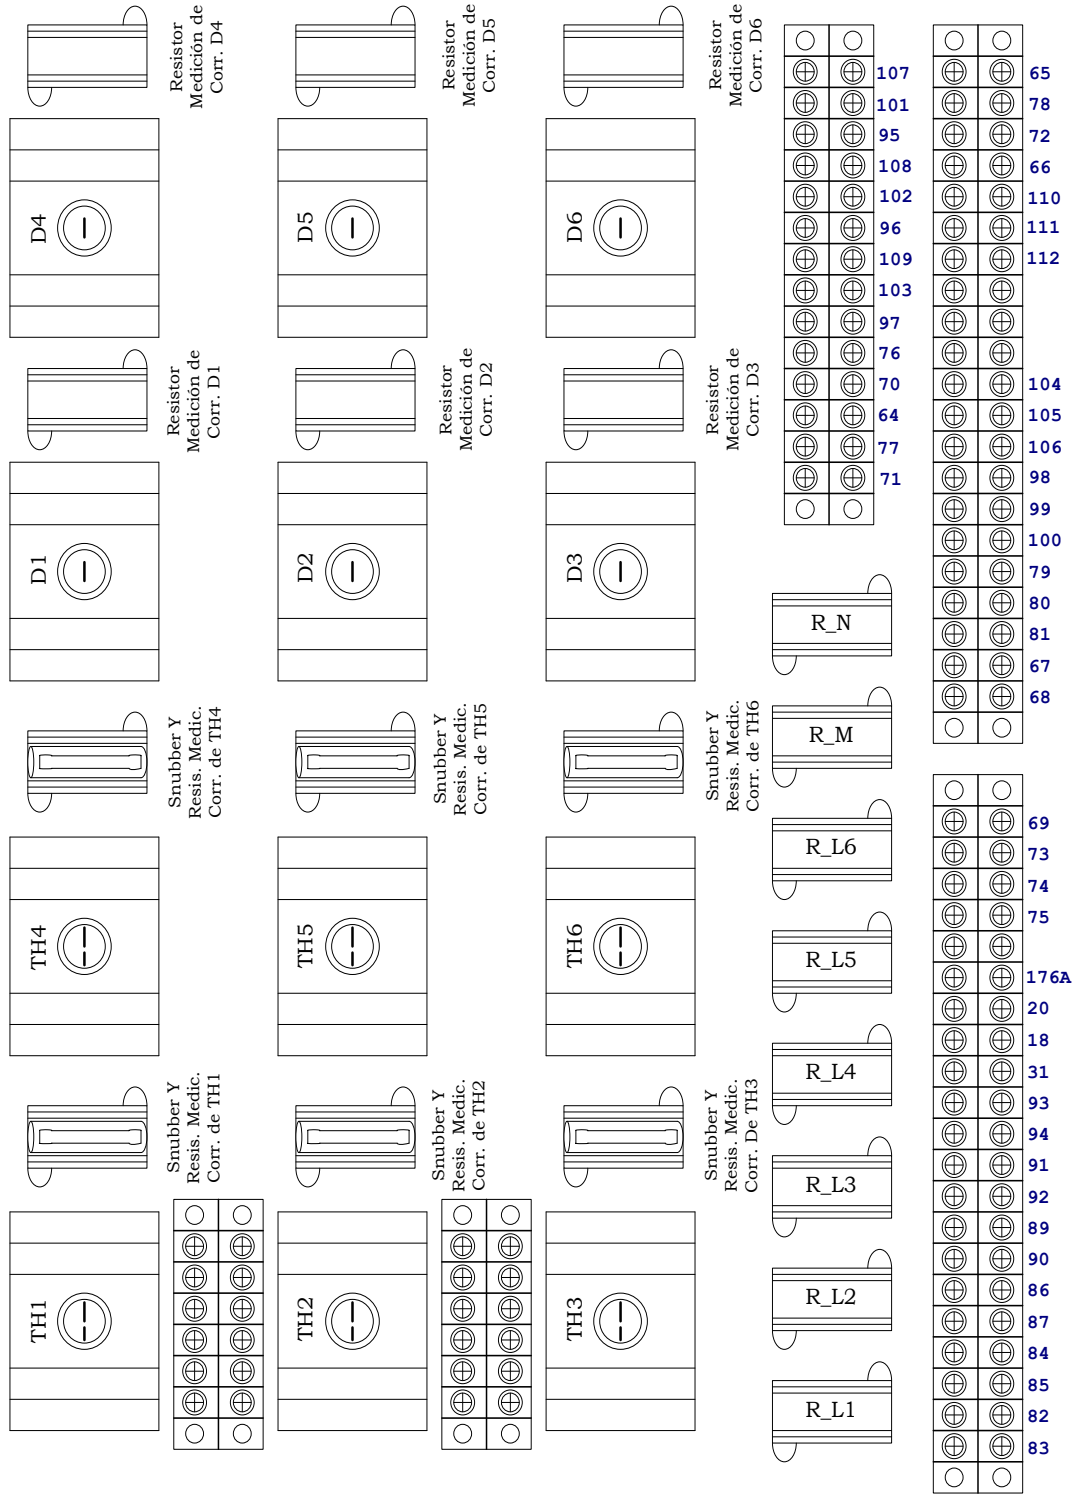 Resistor
Medición de
Corr. D4
Resistor
Medición de
Corr. D5
Resistor
Medición de
Corr. D6
D4
D5
D6
Resistor
Medición de
Corr. D1
Resistor
Medición de
Corr. D2
Resistor
Medición de
Corr. D3
D1
D2
D3
Snubber Y
Resis. Medic.
Corr. de TH4
Snubber Y
Resis. Medic.
Corr. de TH5
Snubber Y
Resis. Medic.
Corr. de TH6
TH4
TH5
TH6
Snubber Y
Resis. Medic.
Corr. de TH1
Snubber Y
Resis. Medic.
Corr. de TH2
Snubber Y
Resis. Medic.
Corr. De TH3
TH1
TH2
TH3
107
101
95
108
102
96
109
103
97
76
70
64
77
71
R_N
R_M
R_L6
R_L5
R_L4
R_L3
R_L2
R_L1
65
78
72
66
110
111
112
104
105
106
98
99
100
79
80
81
67
68
69
73
74
75
176A
20
18
31
93
94
91
92
89
90
86
87
84
85
82
83